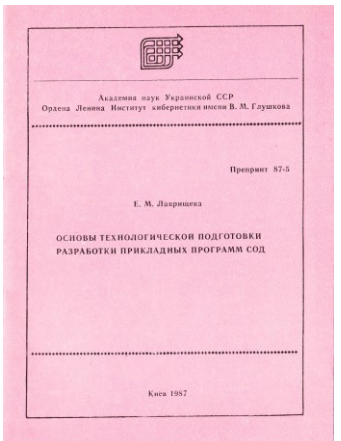 Академия наук Украинской ССР
Ордена Ленина Институт кибернетики имени В. М. Глушкова
Препринт 87-5
Е. М. Лаврищева
ОСНОВЫ ТЕХНОЛОГИЧЕСКОЙ ПОДГОТОВКИ
РАЗРАБОТКИ ПРИКЛАДНЫХ ПРОГРАММ СОД
Киев 1987